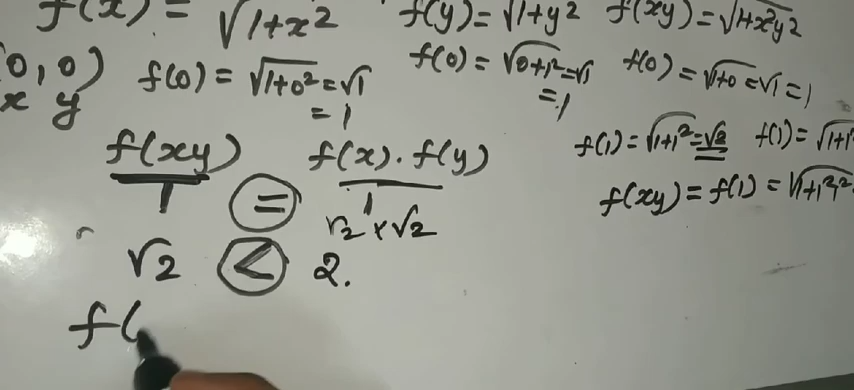 f(x) = √1+x² f(y) = √1+y² f(xy) = √1+x²y²
(0, 0) f(0) = √1+0² = √1 f(0) = √0+1² = √1 f(0) = √1+0 = √1 = 1
x y = 1 = 1
f(1) = √1+1² = √2 f(1) = √1+1
f(xy) f(x) . f(y)
1 = 1 f(xy) = f(1) = √1+1²1²
√2 × √2
√2 < 2.
f(